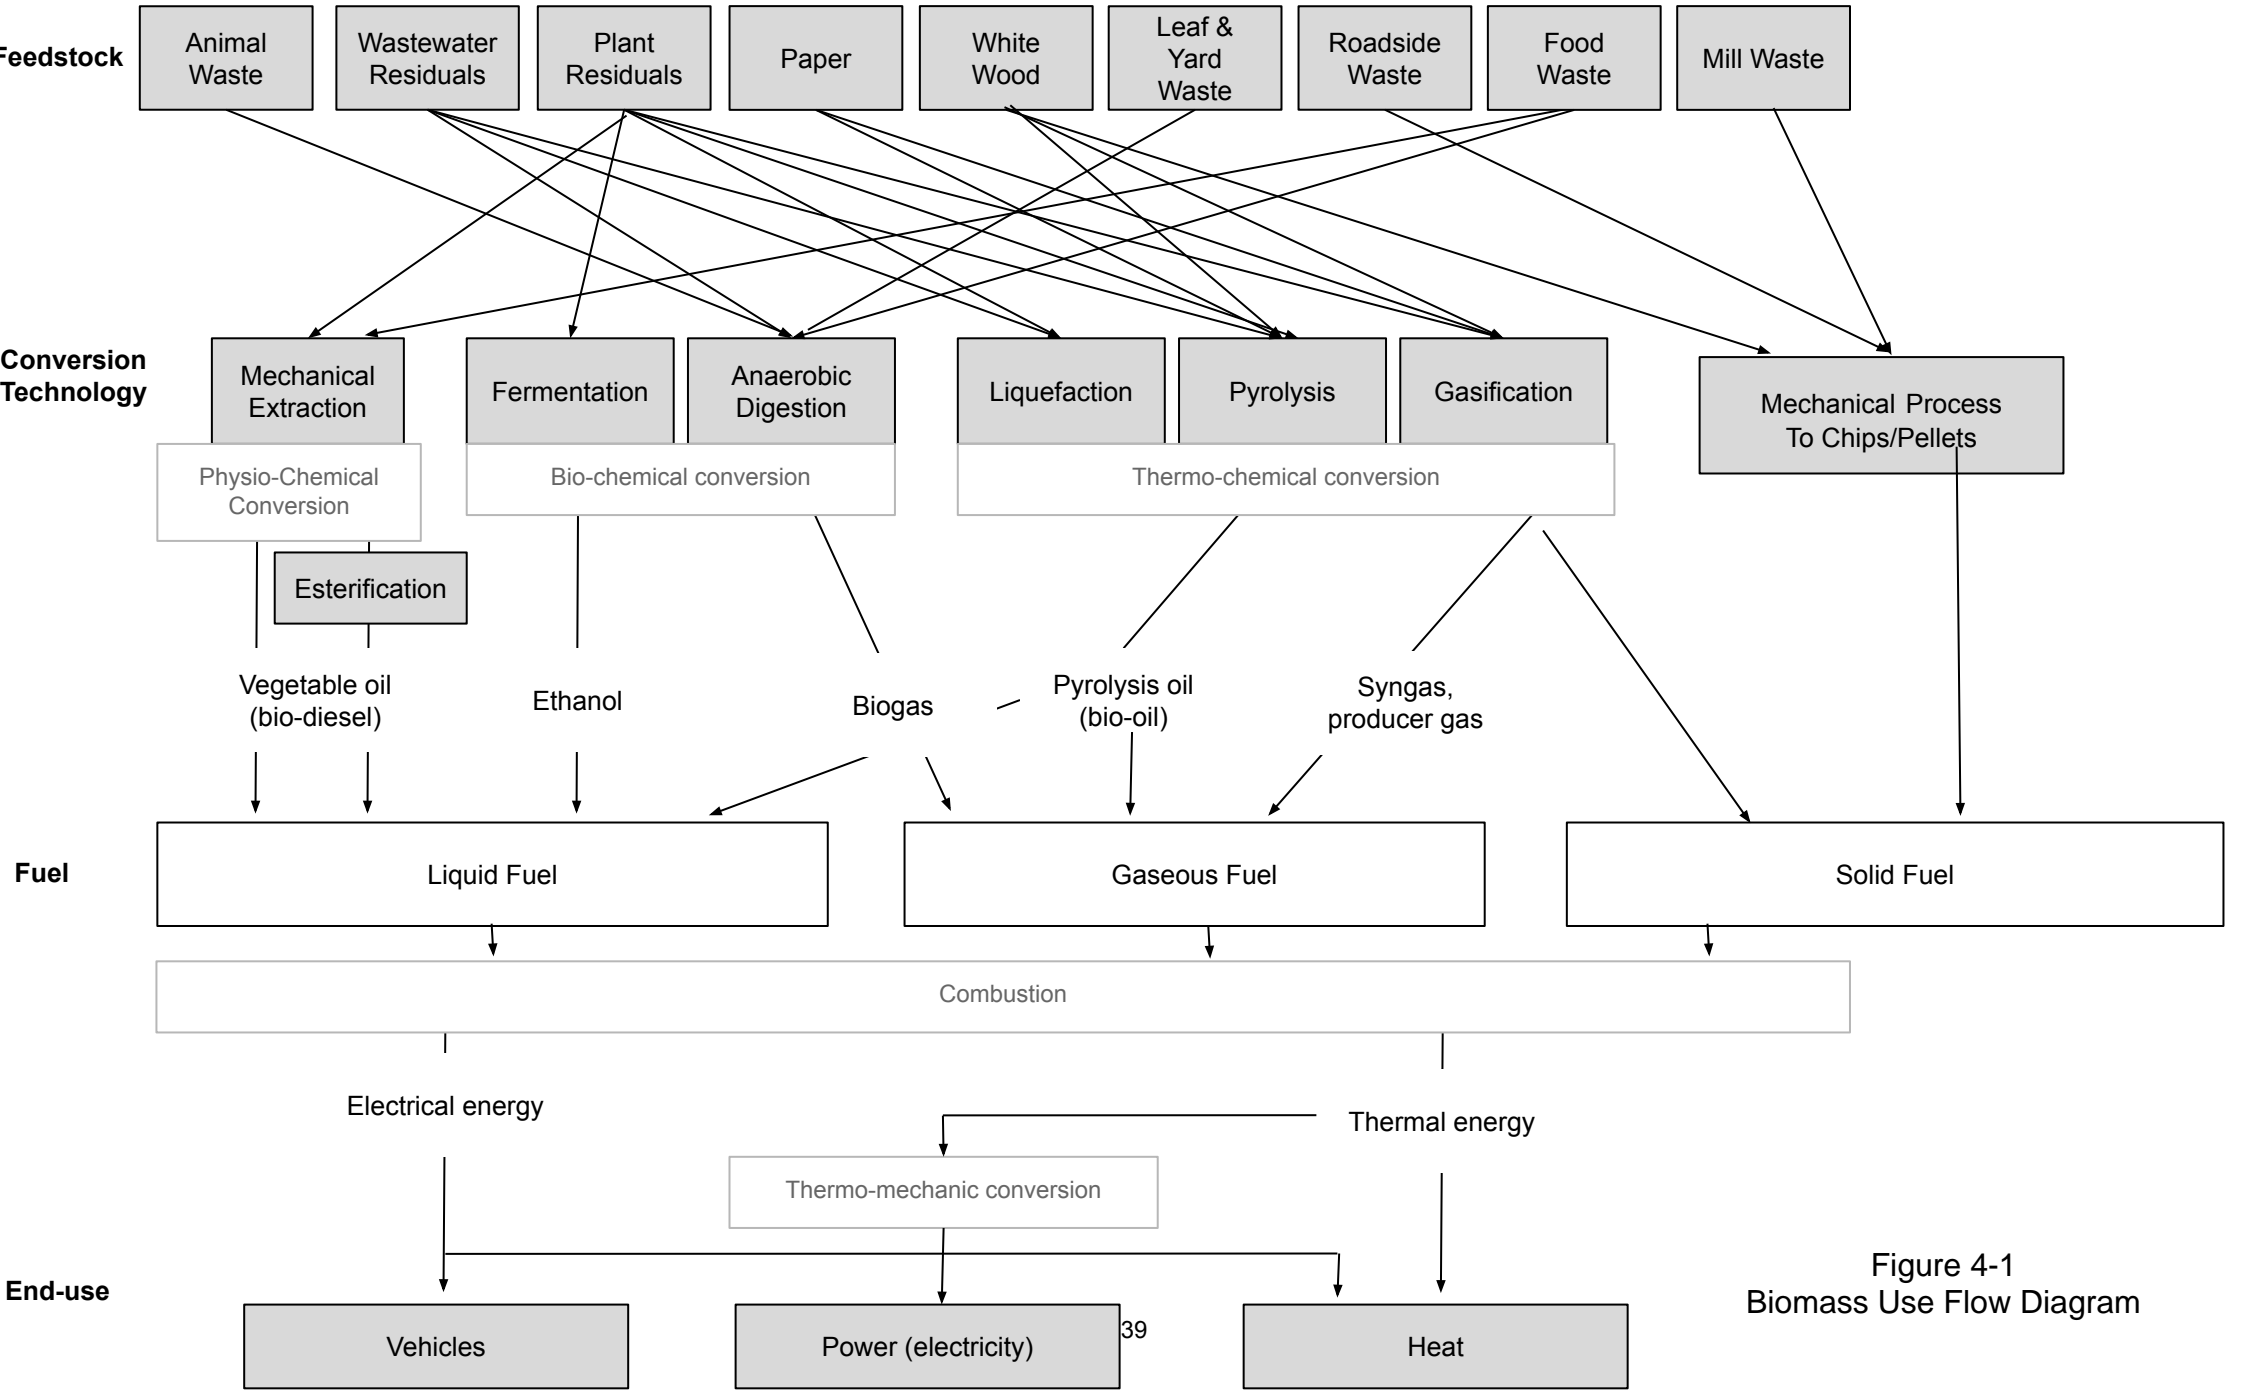 Feedstock
Animal
Waste
Wastewater
Residuals
Plant
Residuals
Paper
White
Wood
Leaf &
Yard
Waste
Roadside
Waste
Food
Waste
Mill Waste
Conversion
Technology
Mechanical
Extraction
Fermentation
Anaerobic
Digestion
Liquefaction
Pyrolysis
Gasification
Mechanical Process
To Chips/Pellets
Physio-Chemical
Conversion
Bio-chemical conversion
Thermo-chemical conversion
Esterification
Vegetable oil
(bio-diesel)
Ethanol
Biogas
Pyrolysis oil
(bio-oil)
Syngas,
producer gas
Fuel
Liquid Fuel
Gaseous Fuel
Solid Fuel
Combustion
Electrical energy
Thermal energy
Thermo-mechanic conversion
End-use
Vehicles
Power (electricity)
39
Heat
Figure 4-1
Biomass Use Flow Diagram